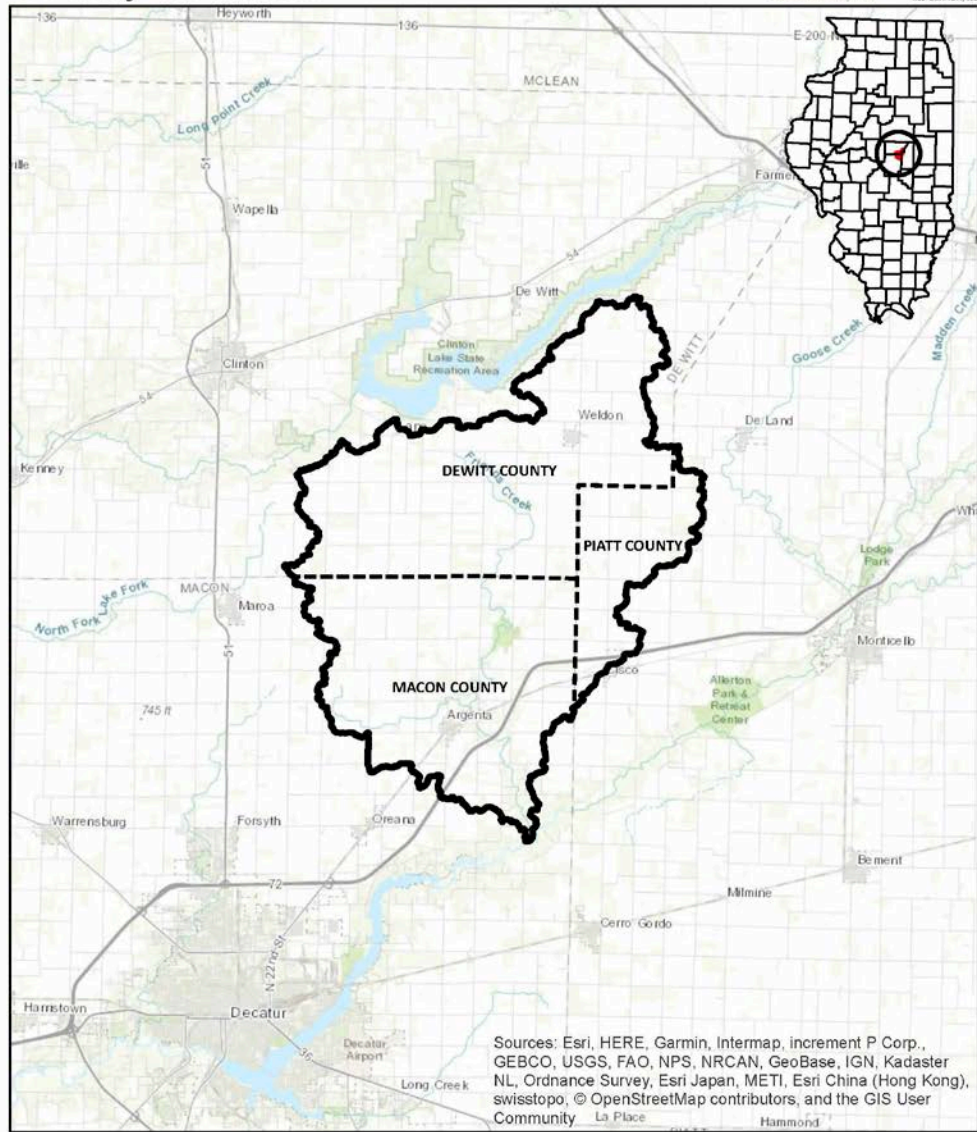 Heyworth
136
136
E 200 N
MCLEAN
Long point Creek
51
ville
Farmer
Wapella
54
De Witt
Goose Creek
Madden Creek
DE WITT
Clinton
Lake State
Recreation Area
Clinton
54
Weldon
De Land
Kenney
DEWITT COUNTY
Friends Creek
PIATT COUNTY
Lodge
Park
MACON
Maroa
North Fork Lake Fork
51
Monticello
Cisco
MACON COUNTY
Allerton
Park &
Retreat
Center
745 ft
Argenta
Warrensburg
Forsyth
Oreana
Bement
72
Milmine
Cerro Gordo
N 22nd St
Harristown
Decatur
36
Decatur
Airport
Long Creek
Sources: Esri, HERE, Garmin, Intermap, increment P Corp.,
GEBCO, USGS, FAO, NPS, NRCAN, GeoBase, IGN, Kadaster
NL, Ordnance Survey, Esri Japan, METI, Esri China (Hong Kong),
swisstopo, © OpenStreetMap contributors, and the GIS User
Community
La Place
Hammond